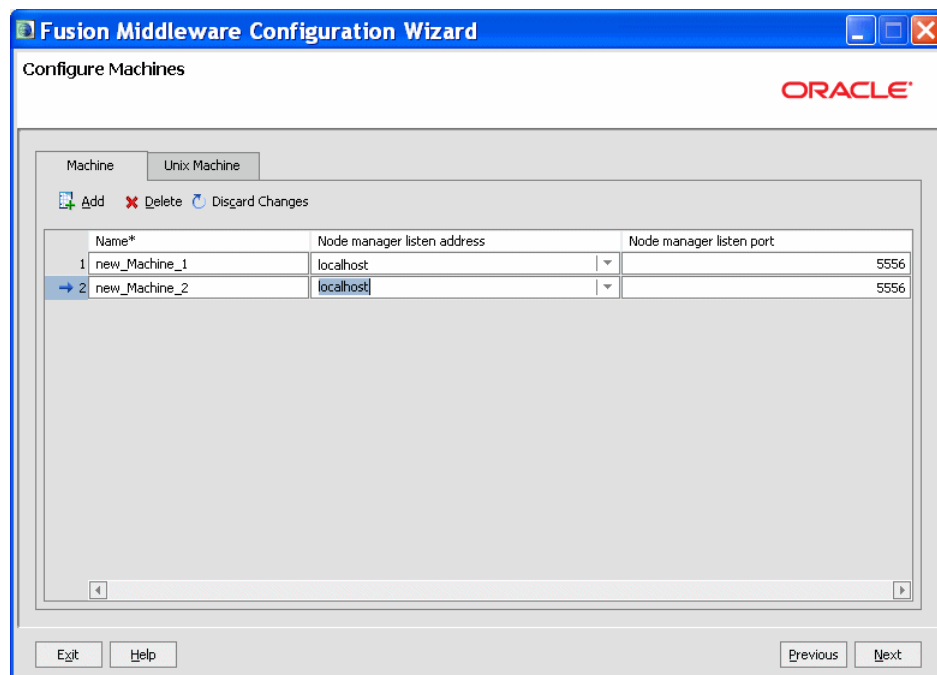 Fusion Middleware Configuration Wizard
Configure Machines
ORACLE
Machine Unix Machine
Add Delete Discard Changes
Name* Node manager listen address Node manager listen port
1 new_Machine_1 localhost 5556
2 new_Machine_2 localhost 5556
Exit Help Previous Next